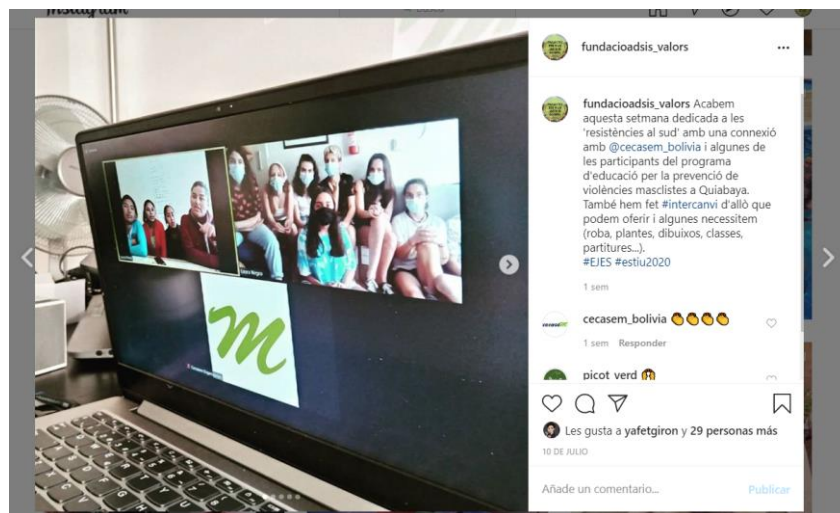 Instagram
fundacioadsis_valors
fundacioadsis_valors Acabem
aquesta setmana dedicada a les
'resistències al sud' amb una connexió
amb @cecasem_bolivia i algunes de
les participants del programa
d'educació per la prevenció de
violències masclistes a Quiabaya.
També hem fet #intercanvi d'allò que
podem oferir i algunes necessitem
(roba, plantes, dibuixos, classes,
partitures...).
#EJES #estiu2020
1 sem
cecasem_bolivia 👏👏👏👏
1 sem Responder
picot_verd
Les gusta a yafetgiron y 29 personas más
10 DE JULIO
Añade un comentario...
Publicar
m